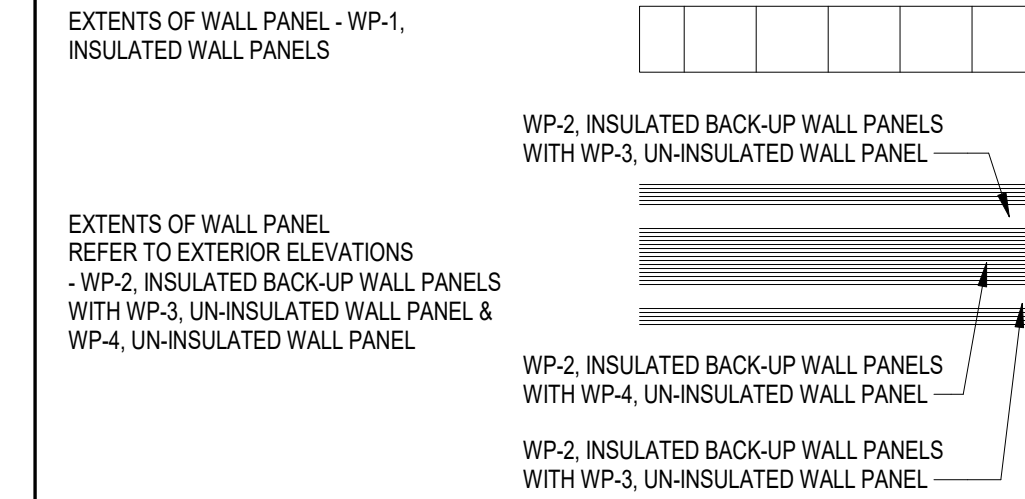 EXTENTS OF WALL PANEL - WP-1,
INSULATED WALL PANELS
WP-2, INSULATED BACK-UP WALL PANELS
WITH WP-3, UN-INSULATED WALL PANEL
EXTENTS OF WALL PANEL
REFER TO EXTERIOR ELEVATIONS
- WP-2, INSULATED BACK-UP WALL PANELS
WITH WP-3, UN-INSULATED WALL PANEL &
WP-4, UN-INSULATED WALL PANEL
WP-2, INSULATED BACK-UP WALL PANELS
WITH WP-4, UN-INSULATED WALL PANEL
WP-2, INSULATED BACK-UP WALL PANELS
WITH WP-3, UN-INSULATED WALL PANEL